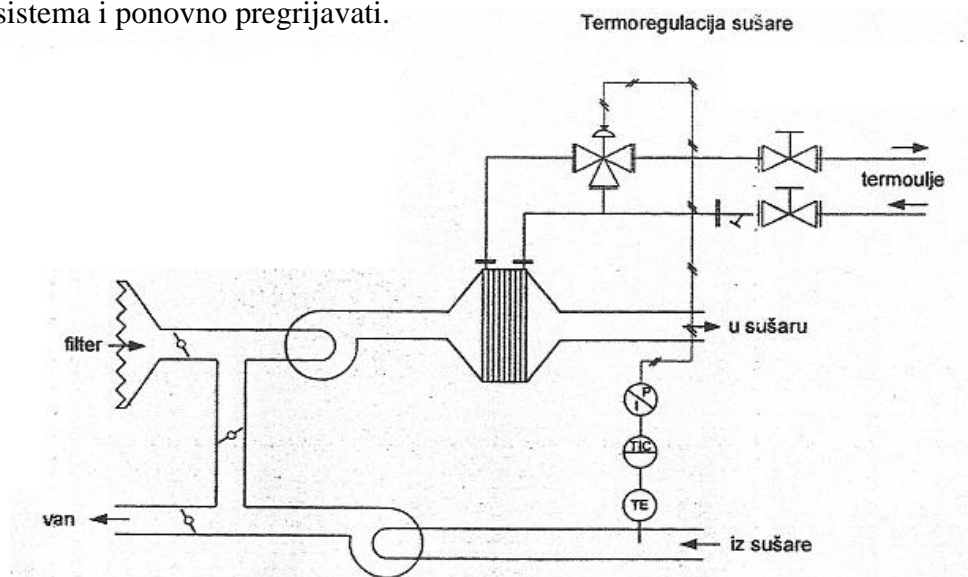 sistema i ponovno pregrijavati.
Termoregulacija sušare
termoulje
filter
u sušaru
P
I
TIC
TE
van
iz sušare